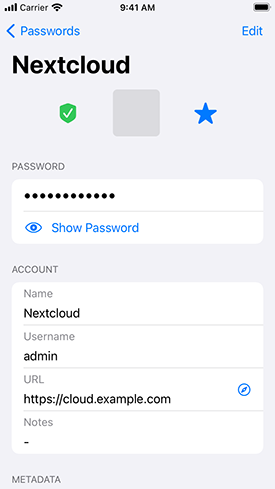 Carrier 9:41 AM
Passwords Edit
Nextcloud
PASSWORD
••••••••••••
Show Password
ACCOUNT
Name
Nextcloud
Username
admin
URL
https://cloud.example.com
Notes
-
METADATA